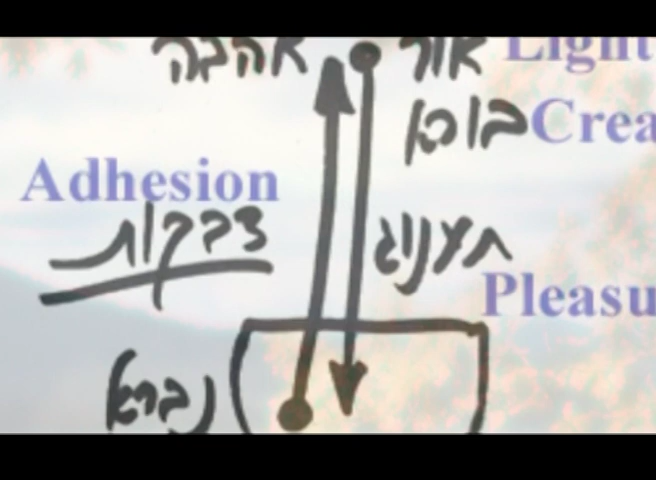 אהבה אור Light
בורא Crea
Adhesion
דבקות תענוג
Pleasu
נברא